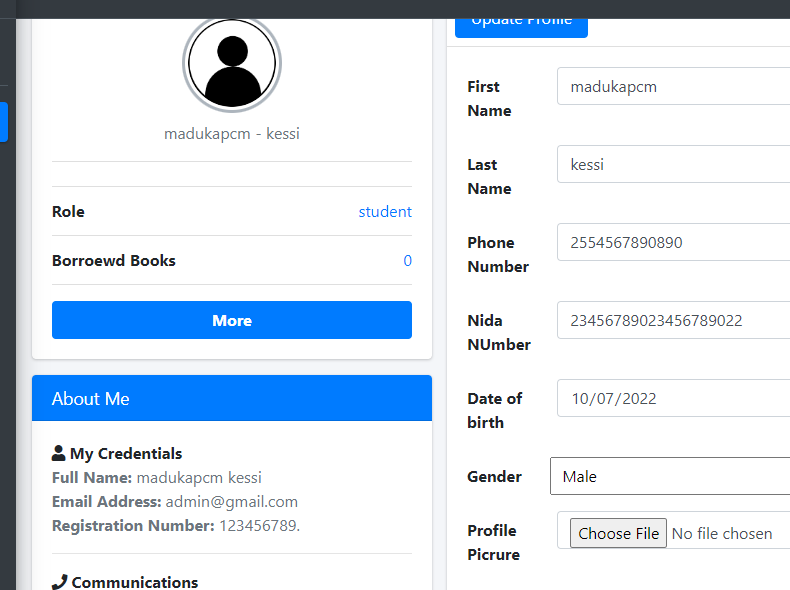 madukapcm - kessi
Role student
Borroewd Books 0
More
About Me
My Credentials
Full Name: madukapcm kessi
Email Address: admin@gmail.com
Registration Number: 123456789.
Communications
Update Profile
First Name madukapcm
Last Name kessi
Phone Number 2554567890890
Nida NUmber 23456789023456789022
Date of birth 10/07/2022
Gender Male
Profile Picrure Choose File No file chosen